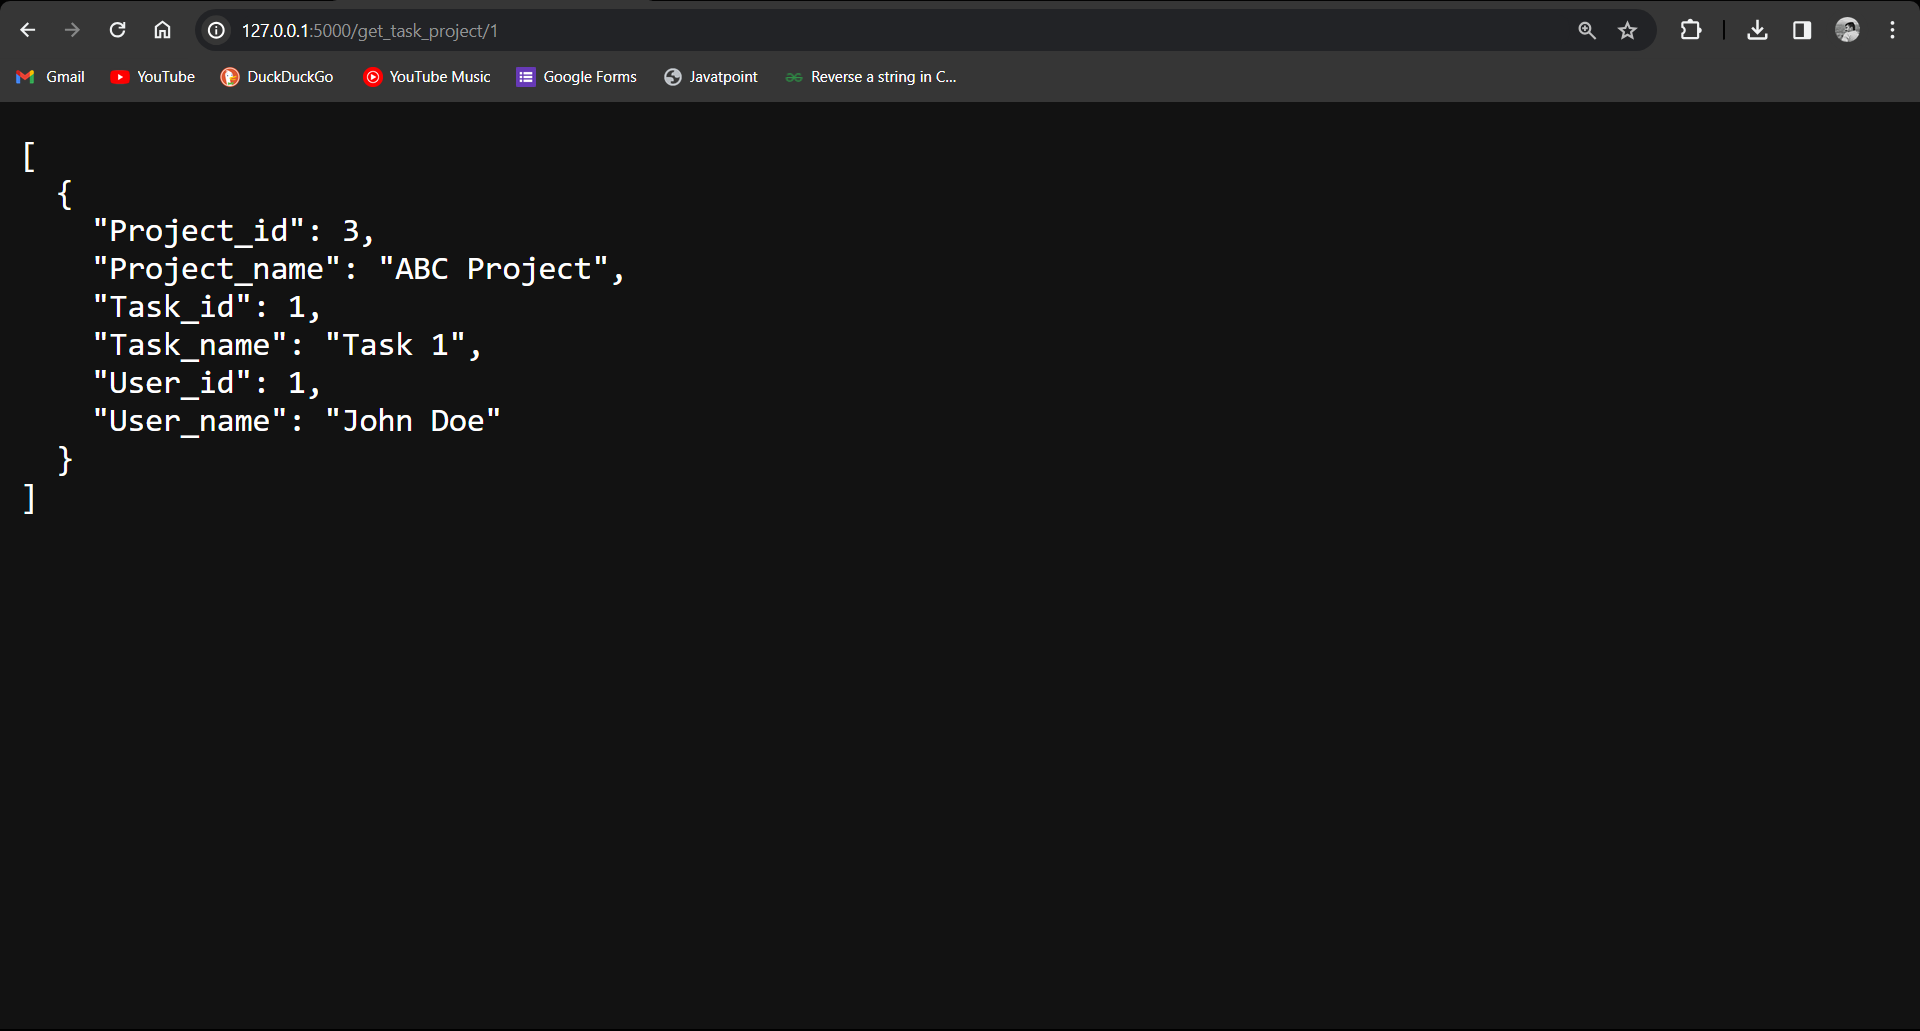 127.0.0.1:5000/get_task_project/1
Gmail YouTube DuckDuckGo YouTube Music Google Forms Javatpoint Reverse a string in C...
[
  {
    "Project_id": 3,
    "Project_name": "ABC Project",
    "Task_id": 1,
    "Task_name": "Task 1",
    "User_id": 1,
    "User_name": "John Doe"
  }
]